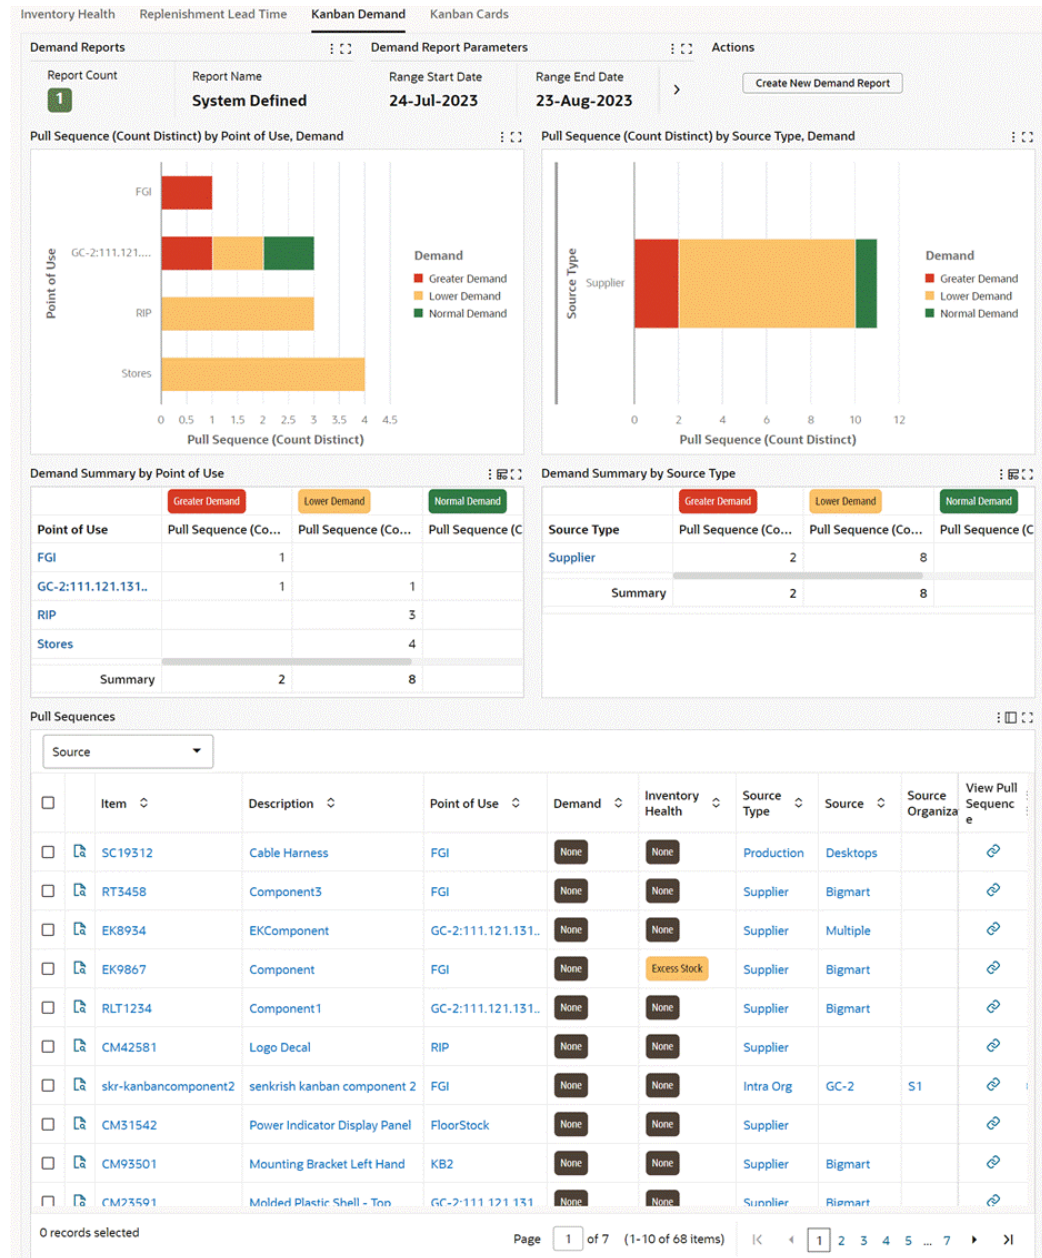 Inventory Health Replenishment Lead Time Kanban Demand Kanban Cards
Demand Reports Demand Report Parameters Actions
Report Count Report Name Range Start Date Range End Date
1 System Defined 24-Jul-2023 23-Aug-2023 Create New Demand Report
Pull Sequence (Count Distinct) by Point of Use, Demand
Point of Use
FGI
GC-2:111.121....
RIP
Stores
0 0.5 1 1.5 2 2.5 3 3.5 4 4.5
Pull Sequence (Count Distinct)
Demand
Greater Demand
Lower Demand
Normal Demand
Pull Sequence (Count Distinct) by Source Type, Demand
Source Type
Supplier
0 2 4 6 8 10 12
Pull Sequence (Count Distinct)
Demand
Greater Demand
Lower Demand
Normal Demand
Demand Summary by Point of Use
Greater Demand Lower Demand Normal Demand
Point of Use Pull Sequence (Co... Pull Sequence (Co... Pull Sequence (C
FGI 1
GC-2:111.121.131.. 1 1
RIP 3
Stores 4
Summary 2 8
Demand Summary by Source Type
Greater Demand Lower Demand Normal Demand
Source Type Pull Sequence (Co... Pull Sequence (Co... Pull Sequence (C
Supplier 2 8
Summary 2 8
Pull Sequences
Source
Item Description Point of Use Demand Inventory Health Source Type Source Source Organiza View Pull Sequenc e
SC19312 Cable Harness FGI None None Production Desktops
RT3458 Component3 FGI None None Supplier Bigmart
EK8934 EKComponent GC-2:111.121.131.. None None Supplier Multiple
EK9867 Component FGI None Excess Stock Supplier Bigmart
RLT1234 Component1 GC-2:111.121.131.. None None Supplier Bigmart
CM42581 Logo Decal RIP None None Supplier
skr-kanbancomponent2 senkrish kanban component 2 FGI None None Intra Org GC-2 S1
CM31542 Power Indicator Display Panel FloorStock None None Supplier
CM93501 Mounting Bracket Left Hand KB2 None None Supplier Bigmart
CM23591 Molded Plastic Shell - Top GC-2:111.121.131 None None Supplier Bigmart
0 records selected Page 1 of 7 (1-10 of 68 items) 1 2 3 4 5 ... 7